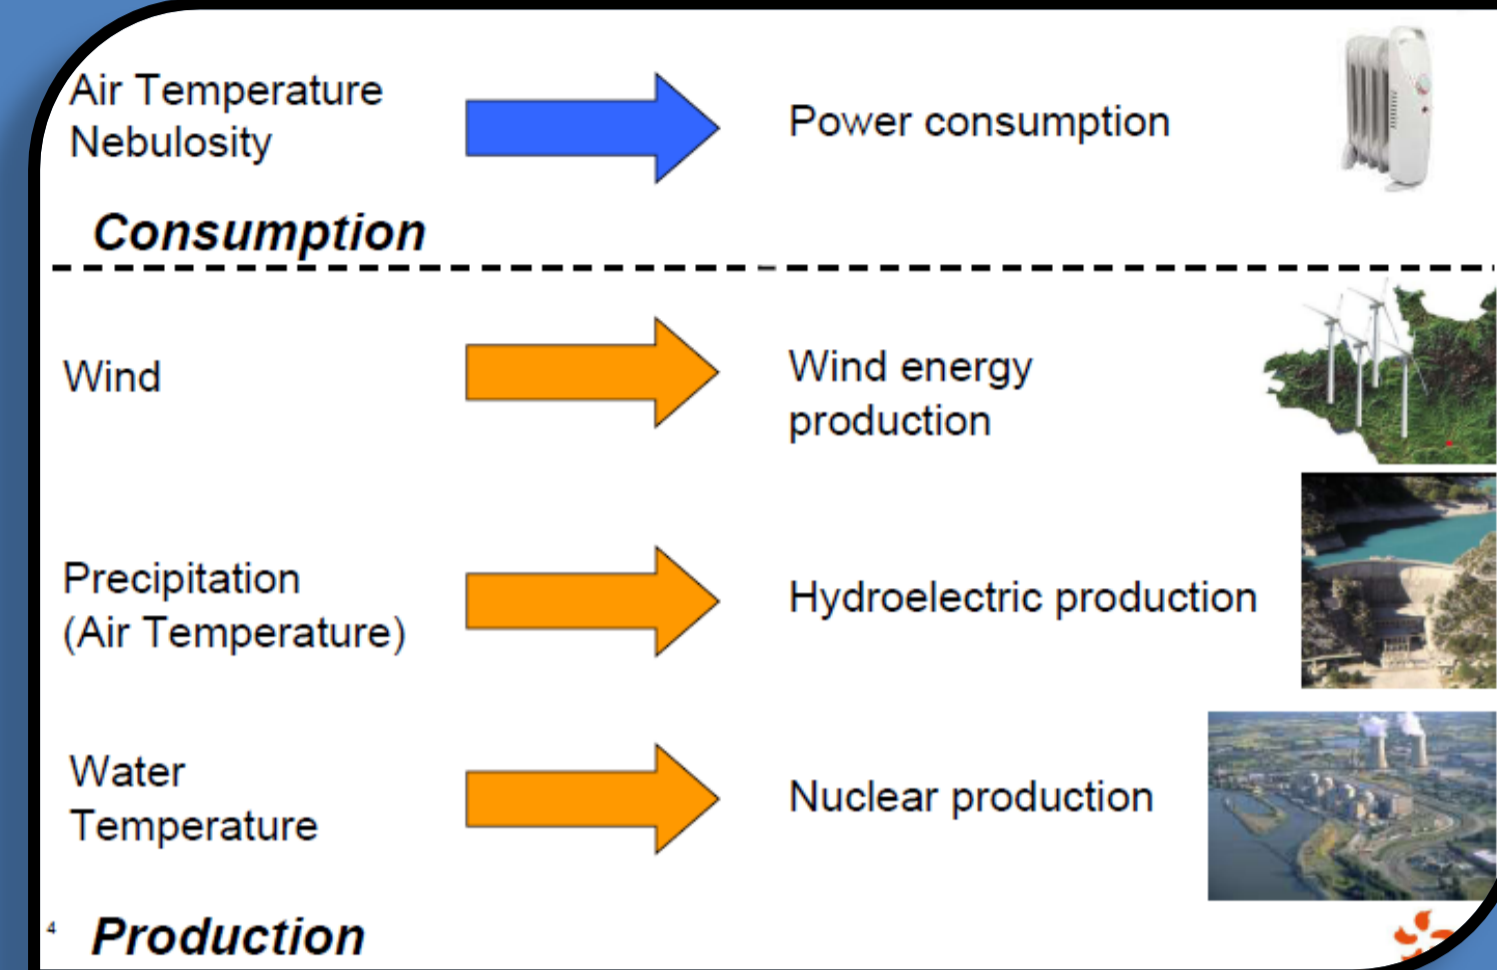 Air Temperature
Nebulosity
Power consumption
Consumption
Wind
Wind energy
production
Precipitation
(Air Temperature)
Hydroelectric production
Water
Temperature
Nuclear production
4
Production